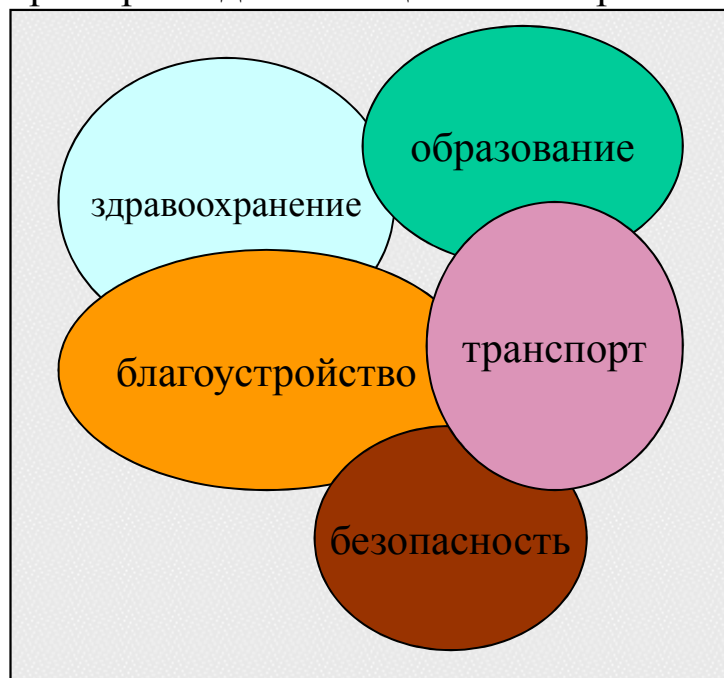 образование
здравоохранение
транспорт
благоустройство
безопасность